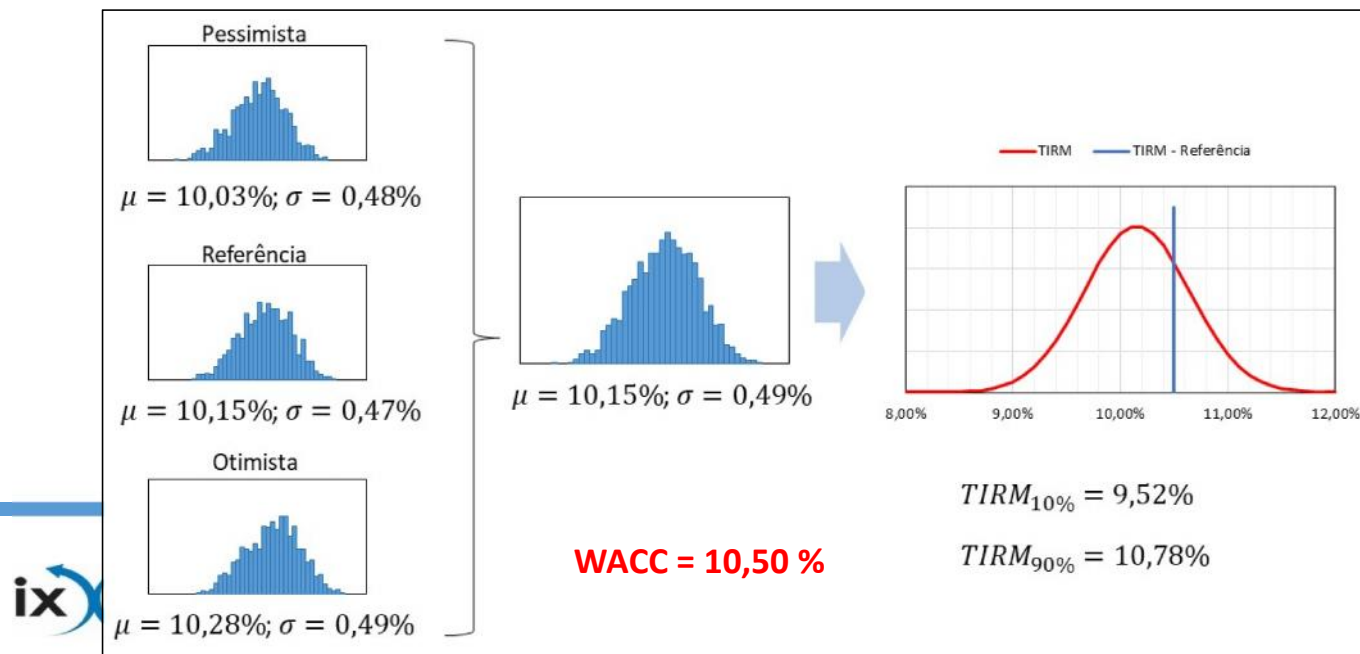 Pessimista
μ = 10,03%; σ = 0,48%
Referência
μ = 10,15%; σ = 0,47%
Otimista
μ = 10,28%; σ = 0,49%
μ = 10,15%; σ = 0,49%
WACC = 10,50 %
TIRM TIRM - Referência
8,00% 9,00% 10,00% 11,00% 12,00%
TIRM10% = 9,52%
TIRM90% = 10,78%
ix